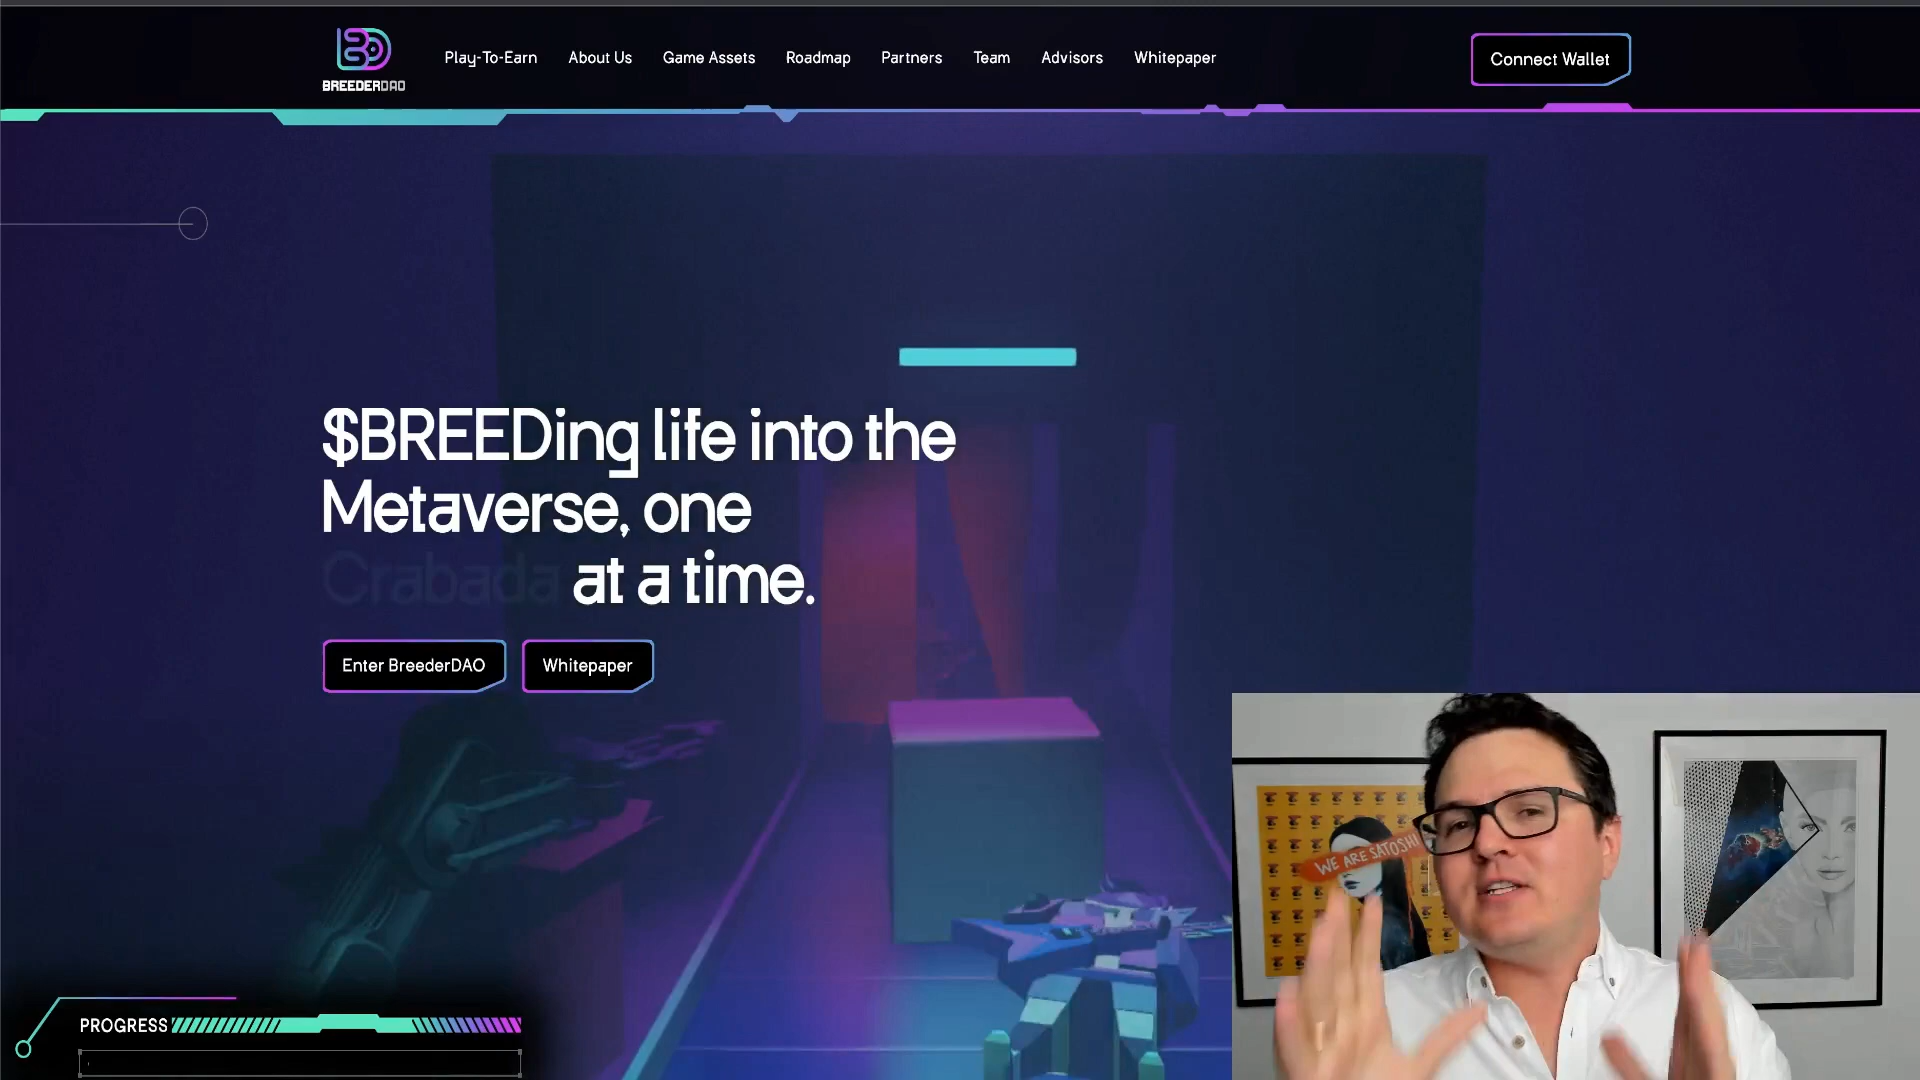 BREEDERDAO
Play-To-Earn
About Us
Game Assets
Roadmap
Partners
Team
Advisors
Whitepaper
Connect Wallet
$BREEDing life into the
Metaverse, one
Crabada at a time.
Enter BreederDAO
Whitepaper
WE ARE SATOSHI
PROGRESS